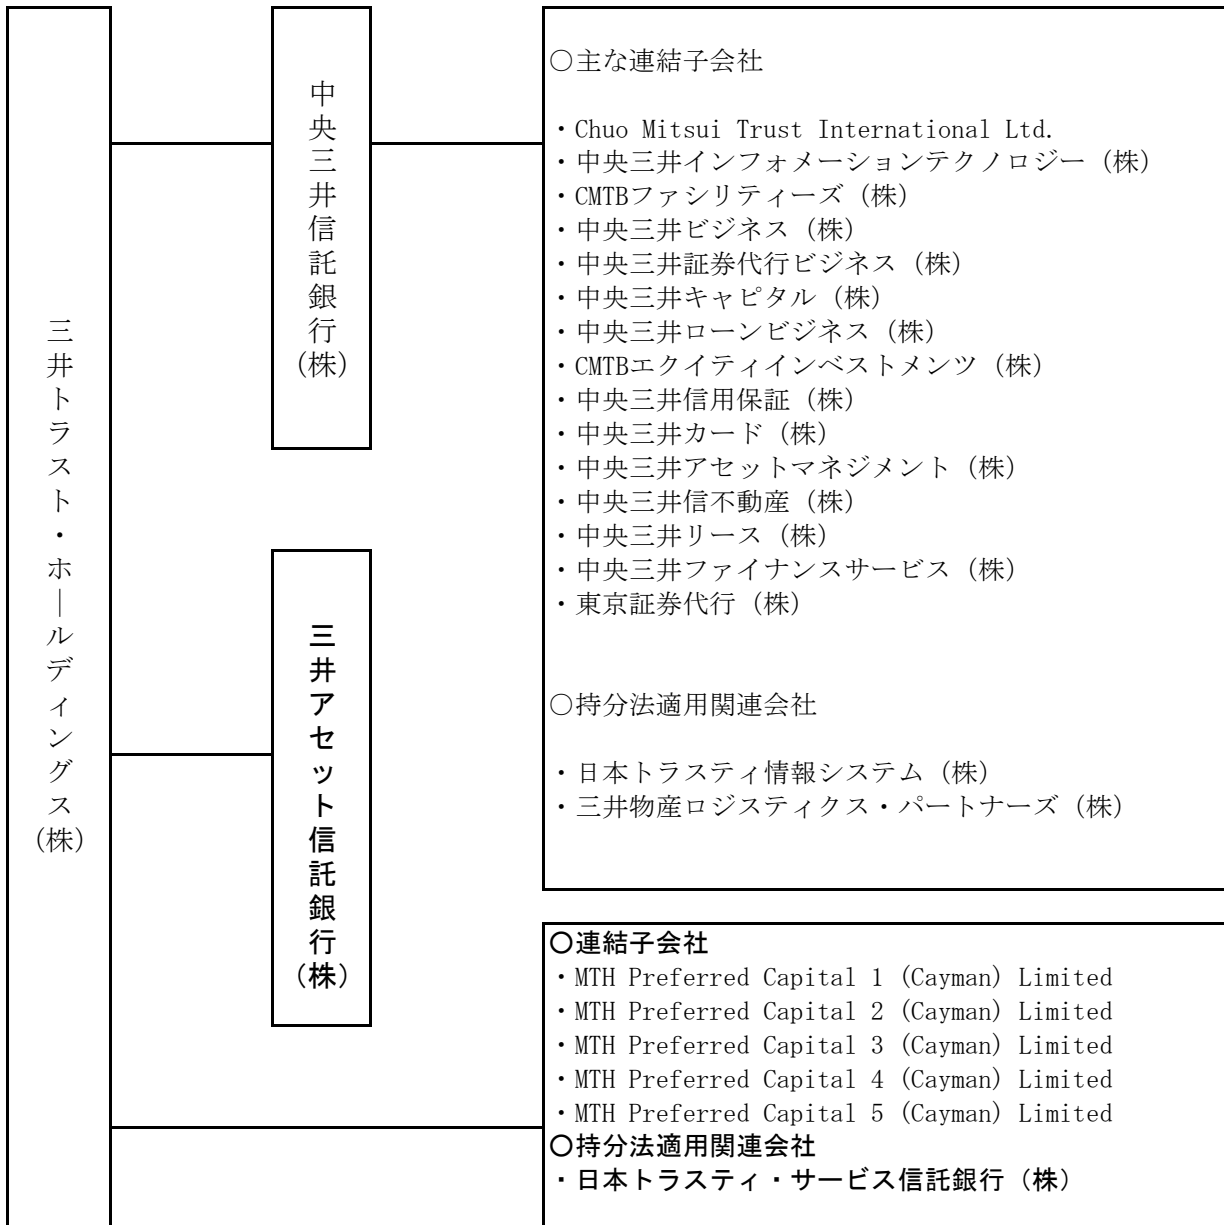 三井トラスト・ホールディングス(株)
中央三井信託銀行(株)
○主な連結子会社
・Chuo Mitsui Trust International Ltd.
・中央三井インフォメーションテクノロジー（株）
・CMTBファシリティーズ（株）
・中央三井ビジネス（株）
・中央三井証券代行ビジネス（株）
・中央三井キャピタル（株）
・中央三井ローンビジネス（株）
・CMTBエクイティインベストメンツ（株）
・中央三井信用保証（株）
・中央三井カード（株）
・中央三井アセットマネジメント（株）
・中央三井信不動産（株）
・中央三井リース（株）
・中央三井ファイナンスサービス（株）
・東京証券代行（株）
○持分法適用関連会社
・日本トラスティ情報システム（株）
・三井物産ロジスティクス・パートナーズ（株）
三井アセット信託銀行(株)
○連結子会社
・MTH Preferred Capital 1 (Cayman) Limited
・MTH Preferred Capital 2 (Cayman) Limited
・MTH Preferred Capital 3 (Cayman) Limited
・MTH Preferred Capital 4 (Cayman) Limited
・MTH Preferred Capital 5 (Cayman) Limited
○持分法適用関連会社
・日本トラスティ・サービス信託銀行（株）